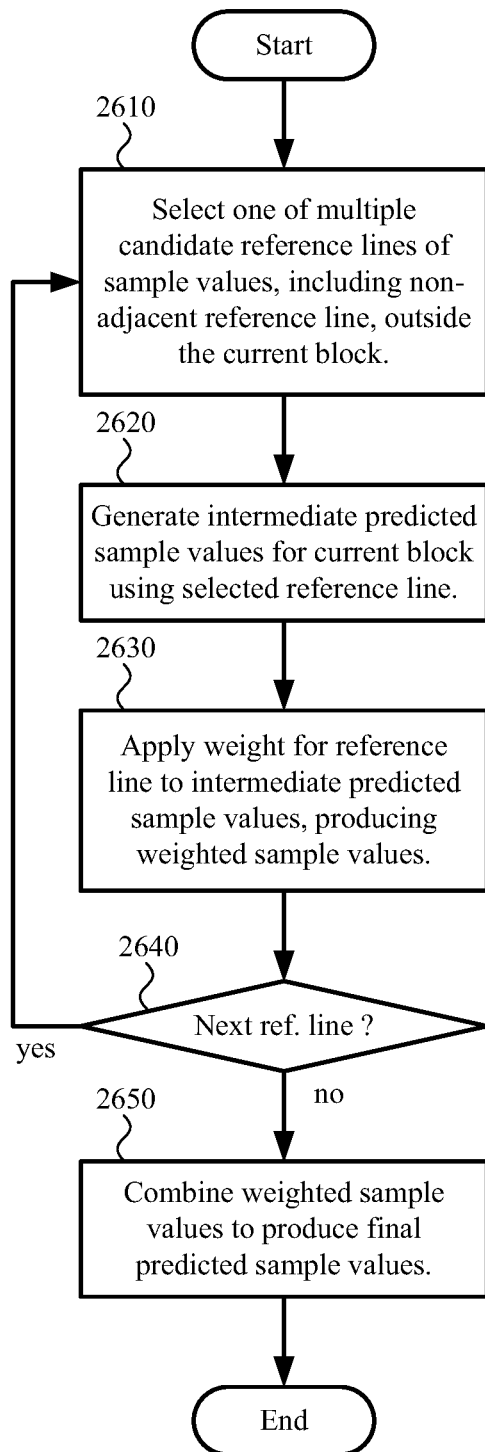 Start
2610
Select one of multiple
candidate reference lines of
sample values, including non-
adjacent reference line, outside
the current block.
2620
Generate intermediate predicted
sample values for current block
using selected reference line.
2630
Apply weight for reference
line to intermediate predicted
sample values, producing
weighted sample values.
2640
Next ref. line ?
yes
no
2650
Combine weighted sample
values to produce final
predicted sample values.
End